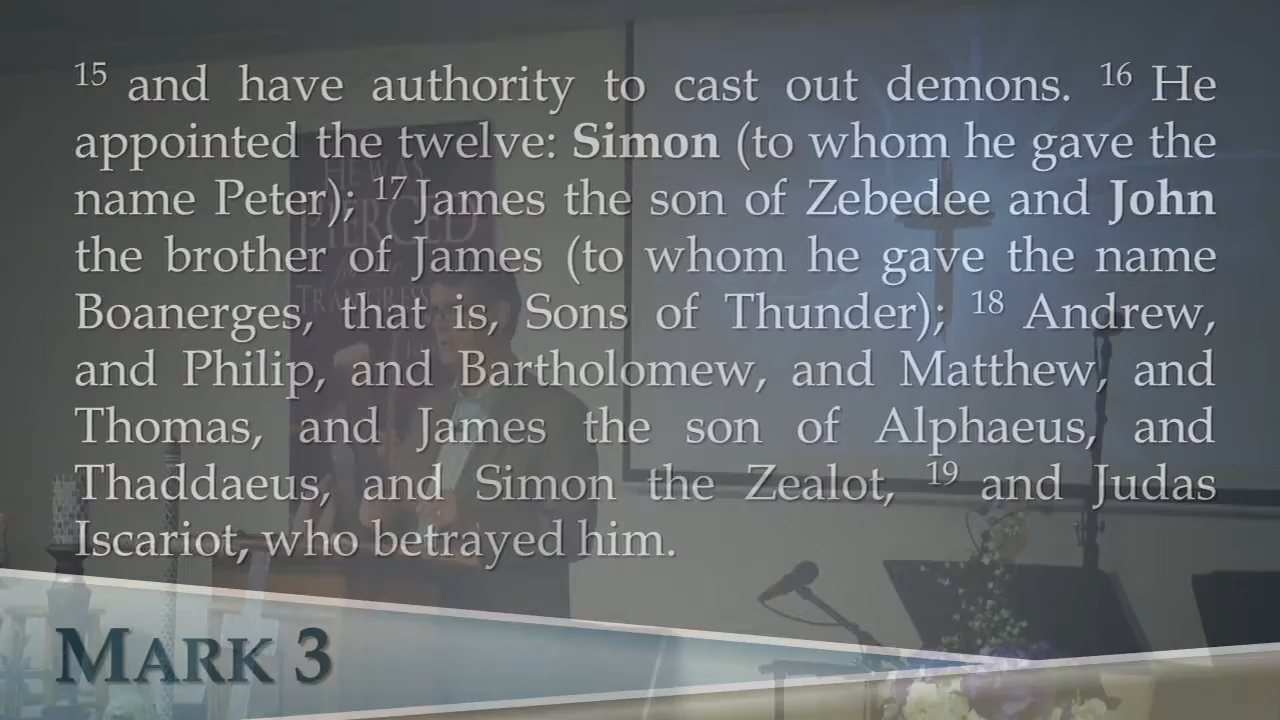 15 and have authority to cast out demons. 16 He
appointed the twelve: Simon (to whom he gave the
name Peter); 17 James the son of Zebedee and John
the brother of James (to whom he gave the name
Boanerges, that is, Sons of Thunder); 18 Andrew,
and Philip, and Bartholomew, and Matthew, and
Thomas, and James the son of Alphaeus, and
Thaddaeus, and Simon the Zealot, 19 and Judas
Iscariot, who betrayed him.
MARK 3
HE WAS
PIERCED